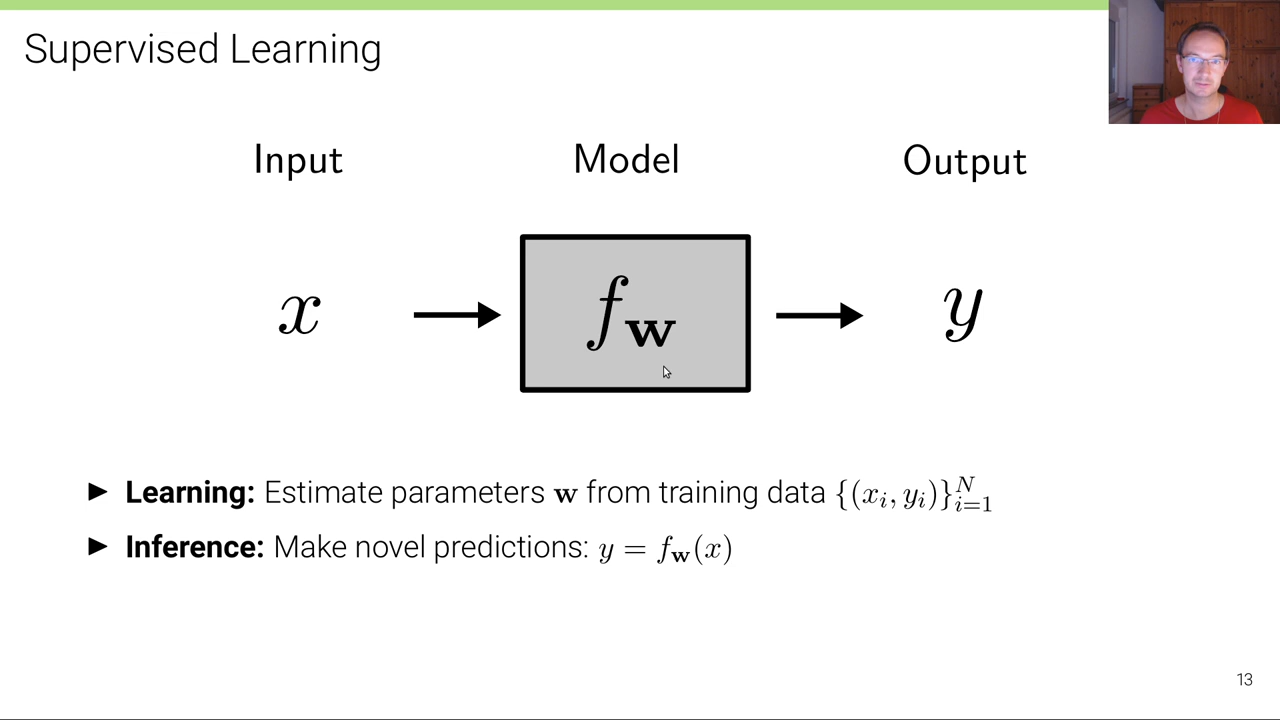 Supervised Learning
Input Model Output
x → f_w → y
▶ Learning: Estimate parameters w from training data {(x_i, y_i)}_{i=1}^N
▶ Inference: Make novel predictions: y = f_w(x)
13